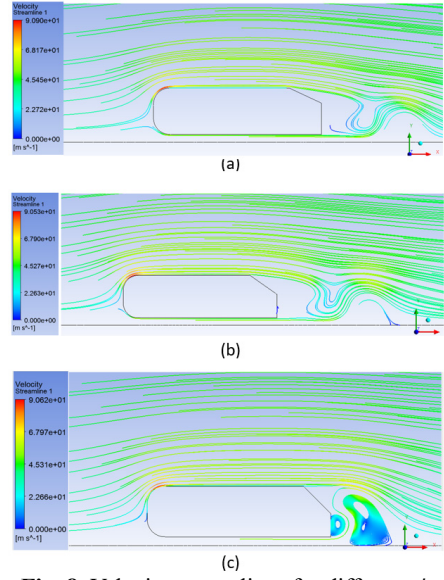 Velocity
Streamline 1
9.090e+01
6.817e+01
4.545e+01
2.272e+01
0.000e+00
[m s^-1]
Y
Z
X
(a)
Velocity
Streamline 1
9.053e+01
6.790e+01
4.527e+01
2.263e+01
0.000e+00
[m s^-1]
(b)
Velocity
Streamline 1
9.062e+01
6.797e+01
4.531e+01
2.266e+01
0.000e+00
[m s^-1]
(c)